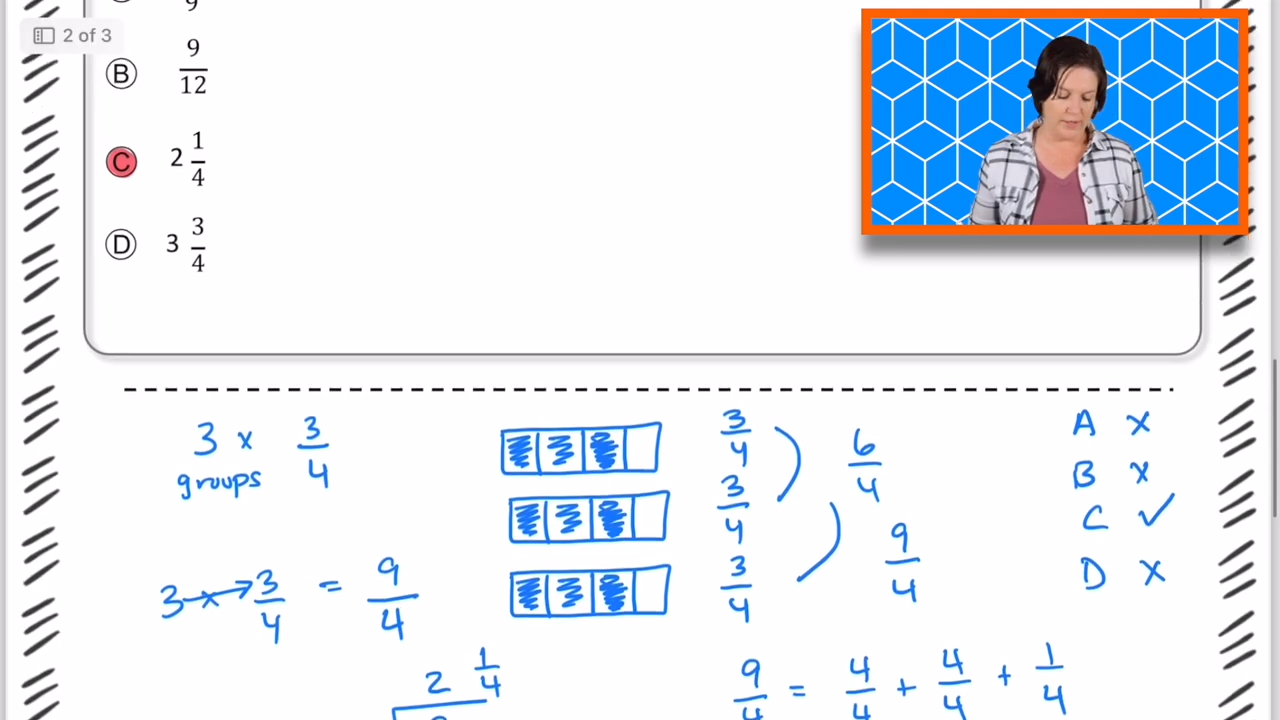 2 of 3
9
B 9/12
C 2 1/4
D 3 3/4
3 × 3/4
groups
3/4
3/4
3/4
6/4
9/4
A ×
B ×
C ✓
D ×
3 × 3/4 = 9/4
2 1/4
9/4 = 4/4 + 4/4 + 1/4